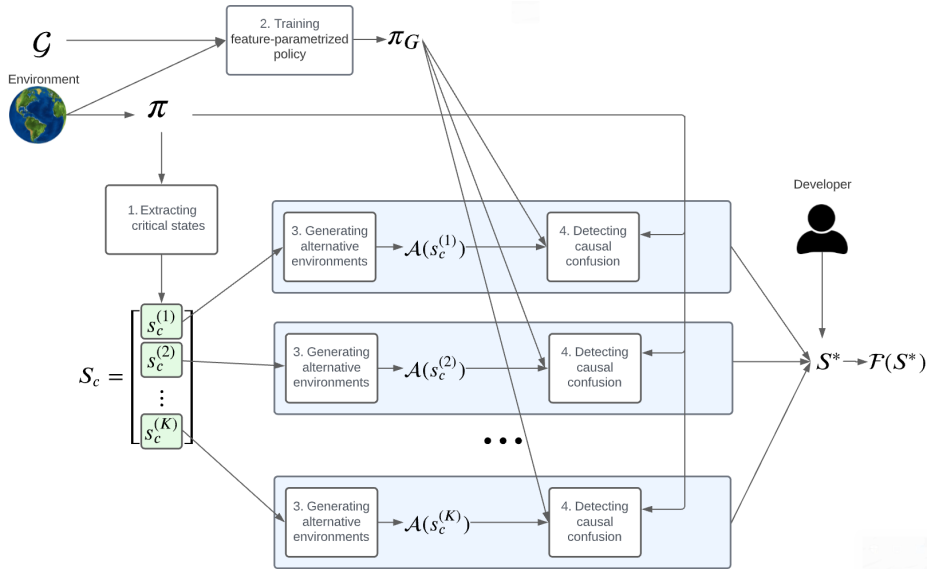 𝒢
2. Training
feature-parametrized
policy
π_G
Environment
π
1. Extracting
critical states
Developer
3. Generating
alternative
environments
𝒜(s_c^{(1)})
4. Detecting
causal
confusion
S_c =
s_c^{(1)}
s_c^{(2)}
⋮
s_c^{(K)}
3. Generating
alternative
environments
𝒜(s_c^{(2)})
4. Detecting
causal
confusion
S*
ℱ(S*)
•••
3. Generating
alternative
environments
𝒜(s_c^{(K)})
4. Detecting
causal
confusion